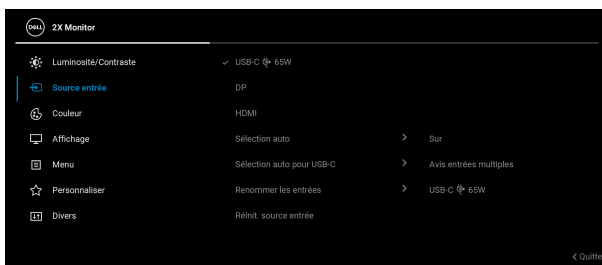 DELL 2X Monitor
Luminosité/Contraste USB-C 65W
Source entrée DP
Couleur HDMI
Affichage Sélection auto Sur
Menu Sélection auto pour USB-C Avis entrées multiples
Personnaliser Renommer les entrées USB-C 65W
Divers Réinit. source entrée
Quitte